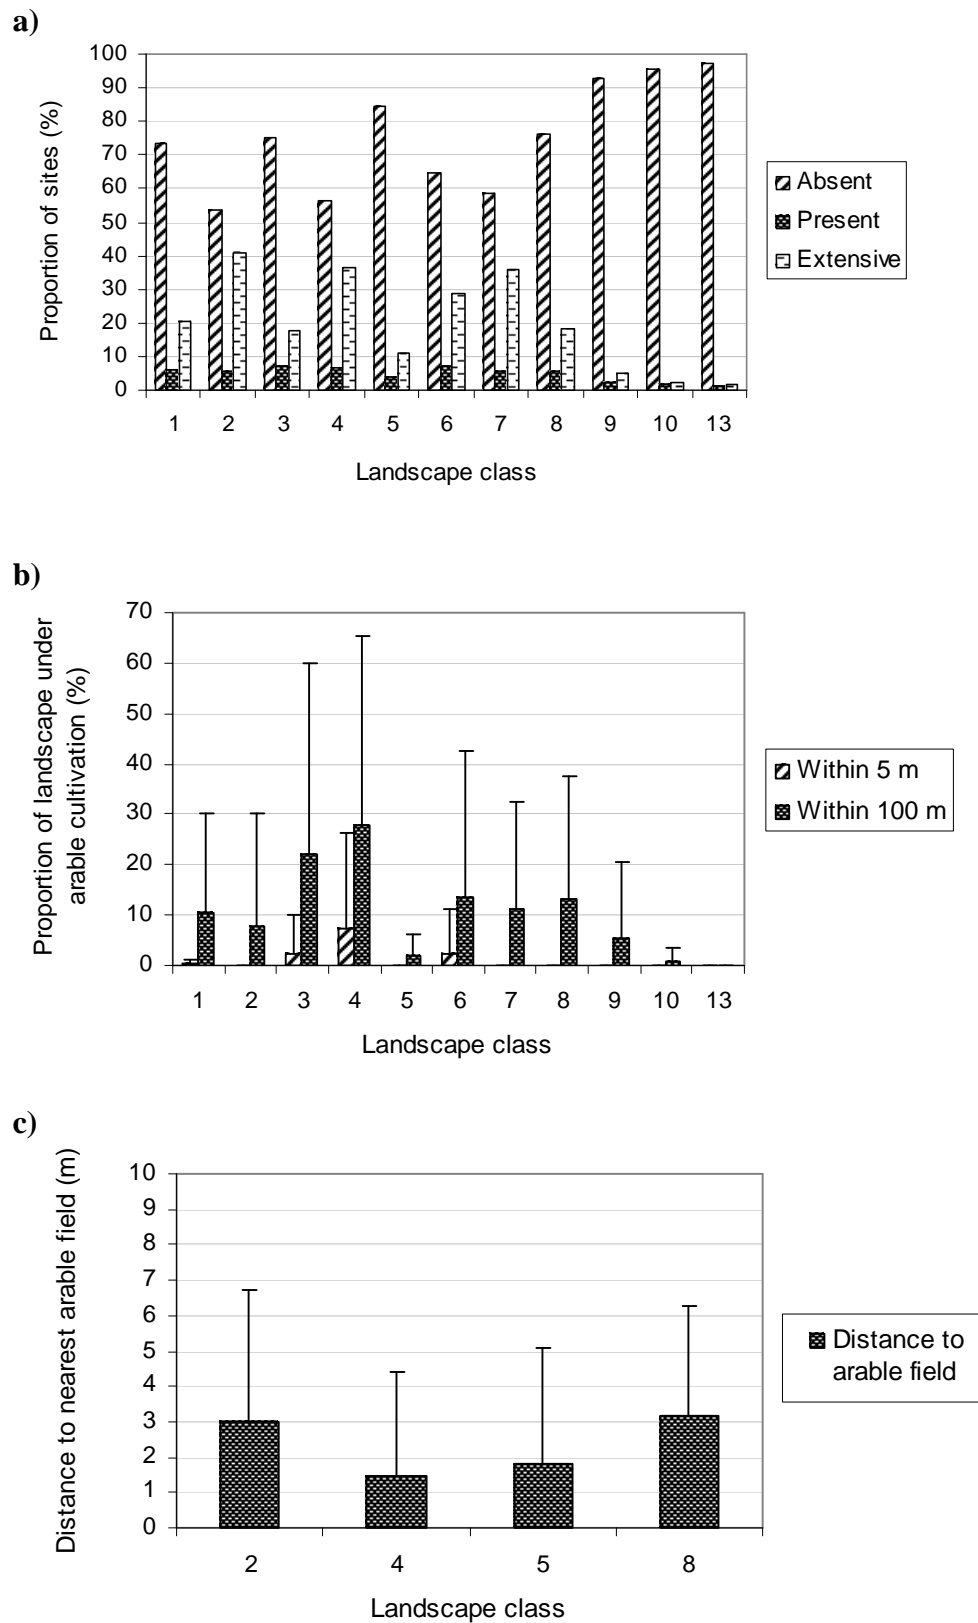 a)
Proportion of sites (%)
100
90
80
70
60
50
40
30
20
10
0
1 2 3 4 5 6 7 8 9 10 13
Landscape class
Absent
Present
Extensive
b)
Proportion of landscape under
arable cultivation (%)
70
60
50
40
30
20
10
0
1 2 3 4 5 6 7 8 9 10 13
Landscape class
Within 5 m
Within 100 m
c)
Distance to nearest arable field (m)
10
9
8
7
6
5
4
3
2
1
0
2 4 5 8
Landscape class
Distance to
arable field